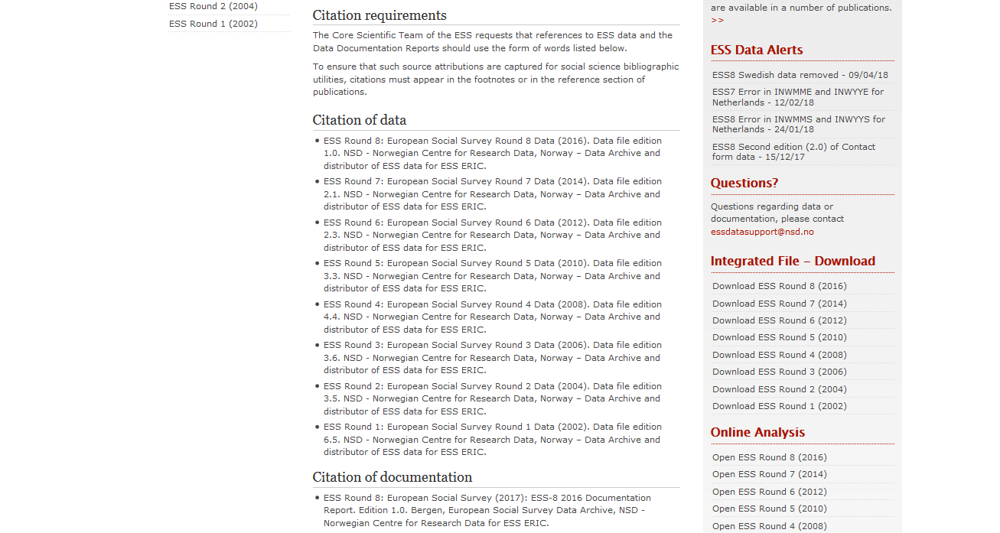 ESS Round 2 (2004)
ESS Round 1 (2002)
Citation requirements
The Core Scientific Team of the ESS requests that references to ESS data and the
Data Documentation Reports should use the form of words listed below.
To ensure that such source attributions are captured for social science bibliographic
utilities, citations must appear in the footnotes or in the reference section of
publications.
Citation of data
• ESS Round 8: European Social Survey Round 8 Data (2016). Data file edition
1.0. NSD - Norwegian Centre for Research Data, Norway – Data Archive and
distributor of ESS data for ESS ERIC.
• ESS Round 7: European Social Survey Round 7 Data (2014). Data file edition
2.1. NSD - Norwegian Centre for Research Data, Norway – Data Archive and
distributor of ESS data for ESS ERIC.
• ESS Round 6: European Social Survey Round 6 Data (2012). Data file edition
2.3. NSD - Norwegian Centre for Research Data, Norway – Data Archive and
distributor of ESS data for ESS ERIC.
• ESS Round 5: European Social Survey Round 5 Data (2010). Data file edition
3.3. NSD - Norwegian Centre for Research Data, Norway – Data Archive and
distributor of ESS data for ESS ERIC.
• ESS Round 4: European Social Survey Round 4 Data (2008). Data file edition
4.4. NSD - Norwegian Centre for Research Data, Norway – Data Archive and
distributor of ESS data for ESS ERIC.
• ESS Round 3: European Social Survey Round 3 Data (2006). Data file edition
3.6. NSD - Norwegian Centre for Research Data, Norway – Data Archive and
distributor of ESS data for ESS ERIC.
• ESS Round 2: European Social Survey Round 2 Data (2004). Data file edition
3.5. NSD - Norwegian Centre for Research Data, Norway – Data Archive and
distributor of ESS data for ESS ERIC.
• ESS Round 1: European Social Survey Round 1 Data (2002). Data file edition
6.5. NSD - Norwegian Centre for Research Data, Norway – Data Archive and
distributor of ESS data for ESS ERIC.
Citation of documentation
• ESS Round 8: European Social Survey (2017): ESS-8 2016 Documentation
Report. Edition 1.0. Bergen, European Social Survey Data Archive, NSD -
Norwegian Centre for Research Data for ESS ERIC.
are available in a number of publications.
>>
ESS Data Alerts
ESS8 Swedish data removed - 09/04/18
ESS7 Error in INWMME and INWYYE for
Netherlands - 12/02/18
ESS8 Error in INWMMS and INWYYS for
Netherlands - 24/01/18
ESS8 Second edition (2.0) of Contact
form data - 15/12/17
Questions?
Questions regarding data or
documentation, please contact
essdatasupport@nsd.no
Integrated File – Download
Download ESS Round 8 (2016)
Download ESS Round 7 (2014)
Download ESS Round 6 (2012)
Download ESS Round 5 (2010)
Download ESS Round 4 (2008)
Download ESS Round 3 (2006)
Download ESS Round 2 (2004)
Download ESS Round 1 (2002)
Online Analysis
Open ESS Round 8 (2016)
Open ESS Round 7 (2014)
Open ESS Round 6 (2012)
Open ESS Round 5 (2010)
Open ESS Round 4 (2008)